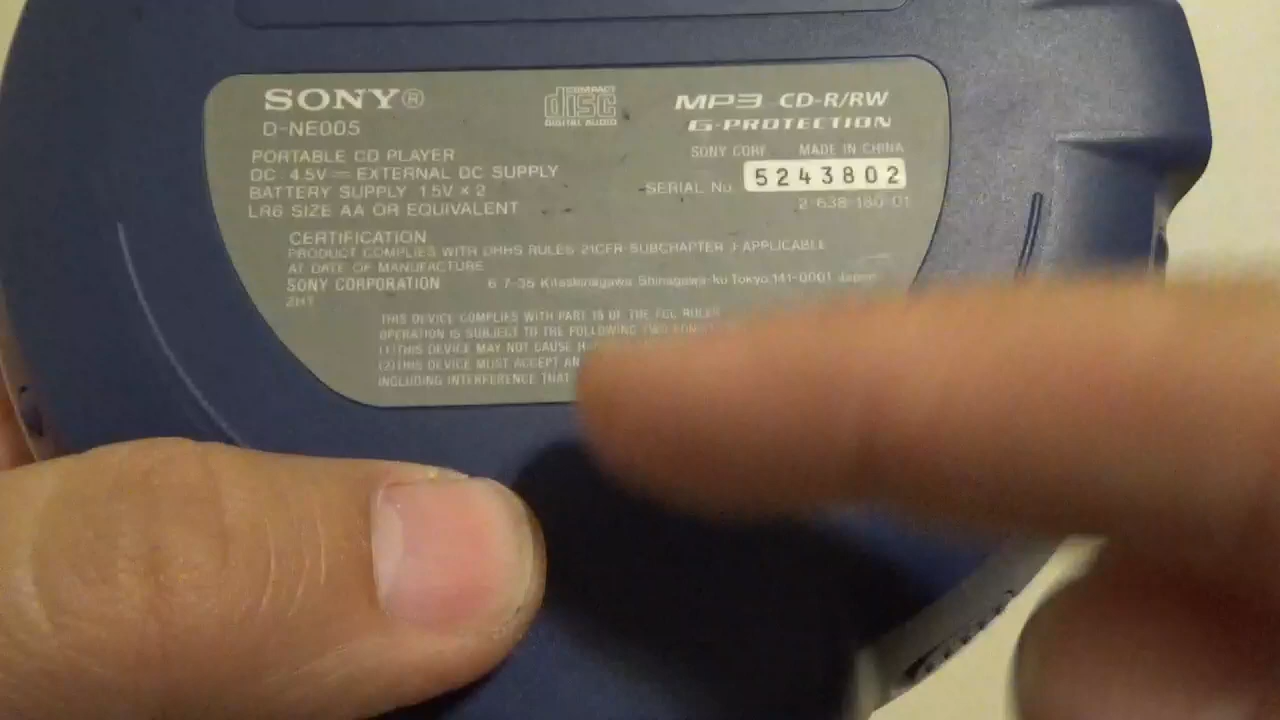 SONY®
D-NE005
COMPACT disc DIGITAL AUDIO
MP3 CD-R/RW
G-PROTECTION
PORTABLE CD PLAYER
DC 4.5V EXTERNAL DC SUPPLY
BATTERY SUPPLY 1.5V × 2
LR6 SIZE AA OR EQUIVALENT
SONY CORP. MADE IN CHINA
SERIAL No. 5243802
2-638-180-01
CERTIFICATION
PRODUCT COMPLIES WITH DHHS RULES 21CFR SUBCHAPTER J APPLICABLE
AT DATE OF MANUFACTURE
SONY CORPORATION 6-7-35 Kitashinagawa Shinagawa-ku Tokyo 141-0001 Japan
THIS DEVICE COMPLIES WITH PART 15 OF THE FCC RULES
OPERATION IS SUBJECT TO THE FOLLOWING TWO
(1)THIS DEVICE MAY NOT CAUSE
(2)THIS DEVICE MUST ACCEPT
INCLUDING INTERFERENCE THAT